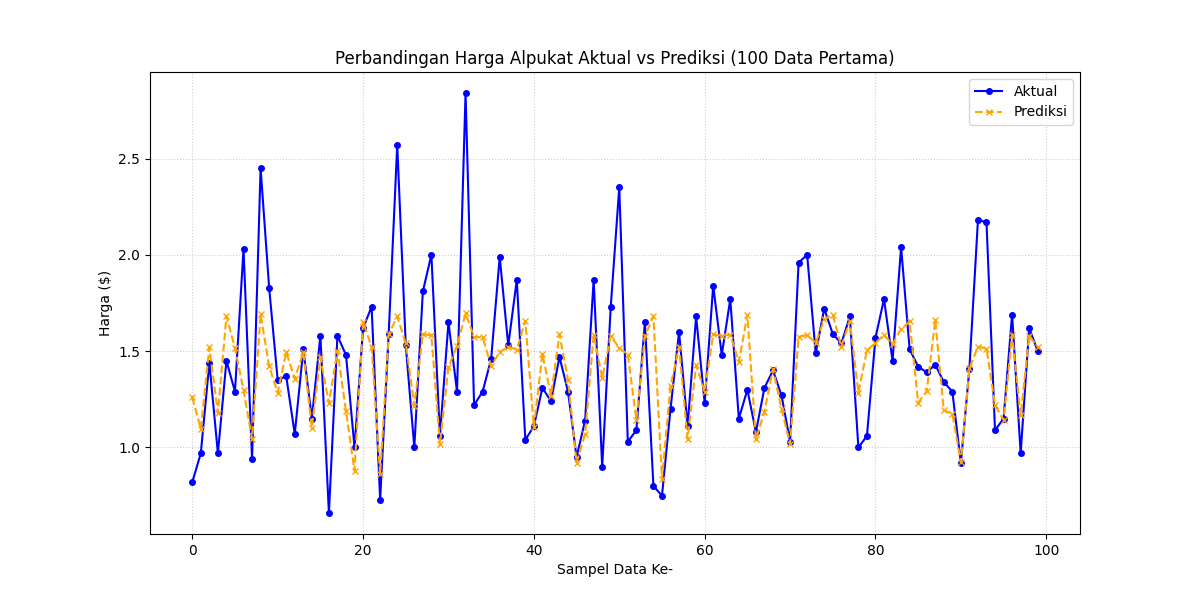 Perbandingan Harga Alpukat Aktual vs Prediksi (100 Data Pertama)
Aktual
Prediksi
2.5
2.0
1.5
1.0
Harga ($)
0 20 40 60 80 100
Sampel Data Ke-